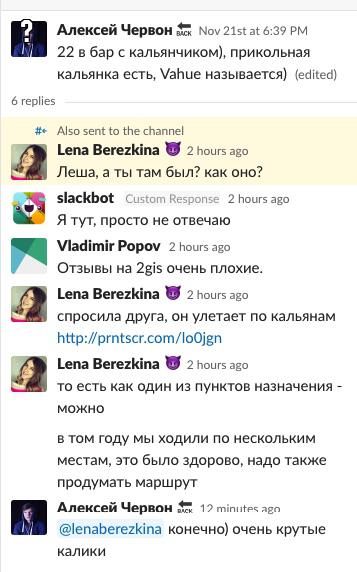 Алексей Червон BACK Nov 21st at 6:39 PM
22 в бар с кальянчиком), прикольная
кальянка есть, Vahue называется) (edited)
6 replies
Also sent to the channel
Lena Berezkina 2 hours ago
Леша, а ты там был? как оно?
slackbot Custom Response 2 hours ago
Я тут, просто не отвечаю
Vladimir Popov 2 hours ago
Отзывы на 2gis очень плохие.
Lena Berezkina 2 hours ago
спросила друга, он улетает по кальянам
http://prntscr.com/lo0jgn
Lena Berezkina 2 hours ago
то есть как один из пунктов назначения -
можно
в том году мы ходили по нескольким
местам, это было здорово, надо также
продумать маршрут
Алексей Червон BACK 12 minutes ago
@lenaberezkina конечно) очень крутые
калики